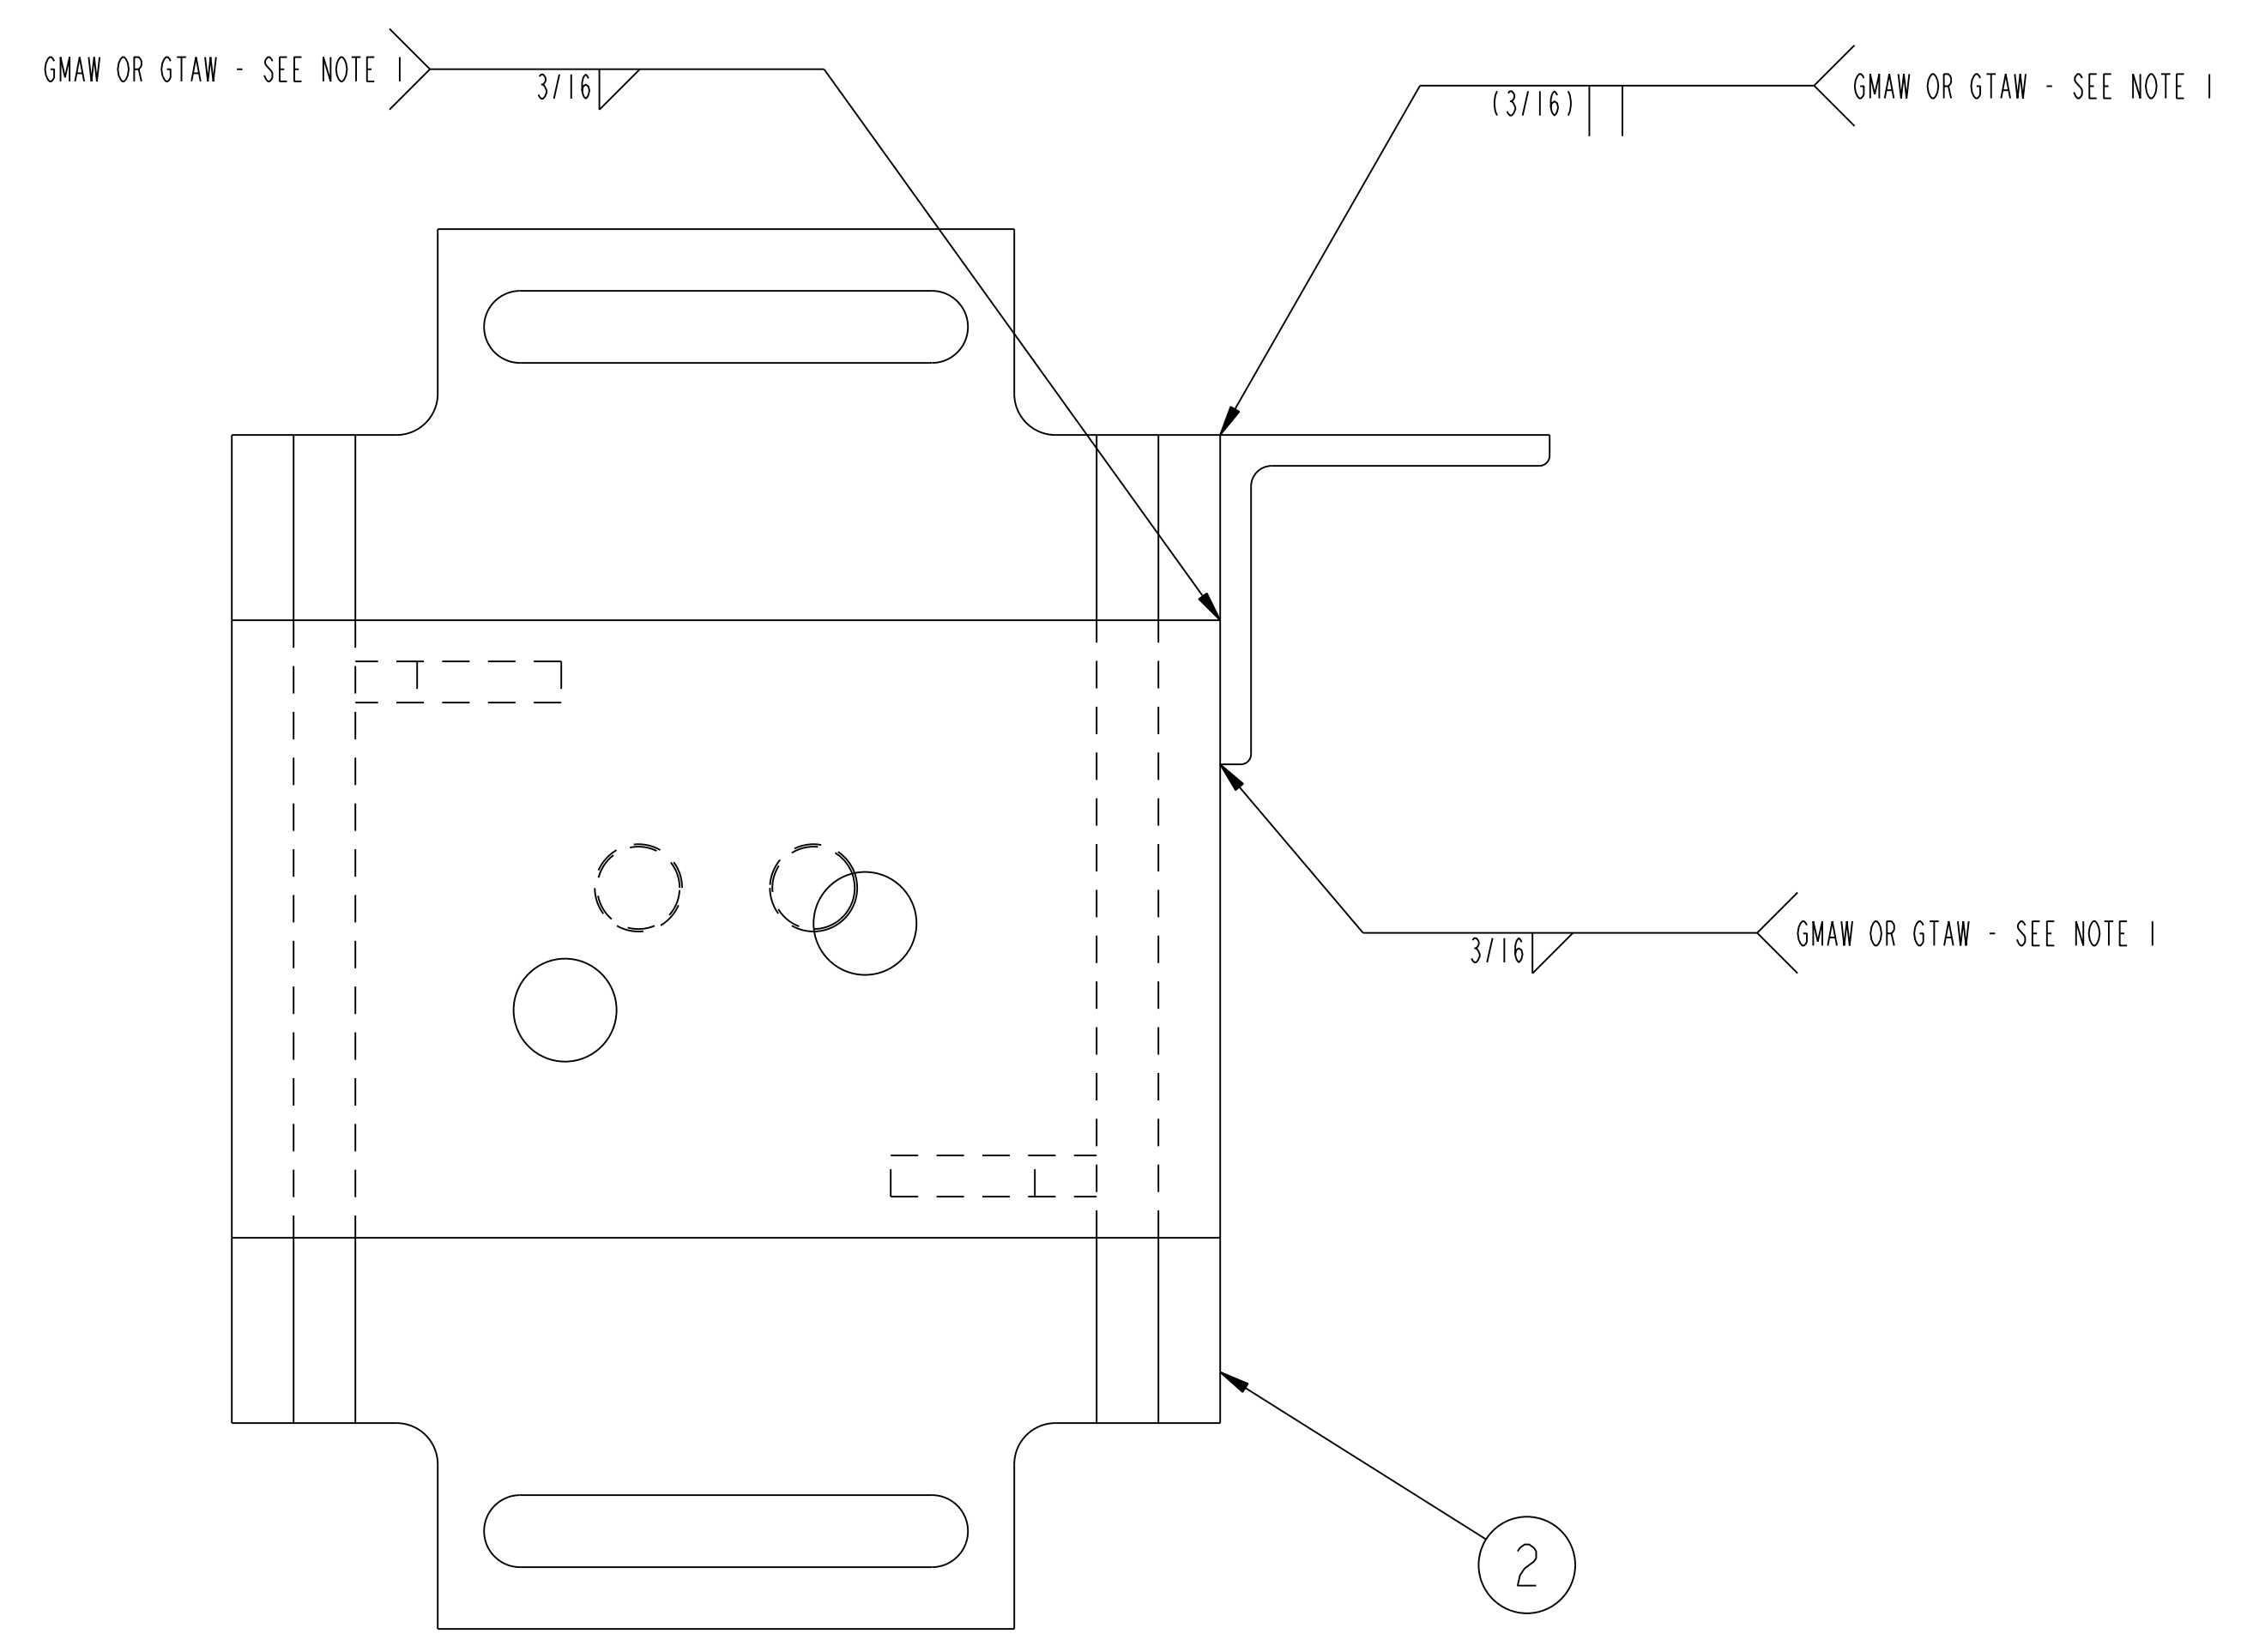 GMAW OR GTAW - SEE NOTE 1
3/16
(3/16)
GMAW OR GTAW - SEE NOTE 1
3/16
GMAW OR GTAW - SEE NOTE 1
2